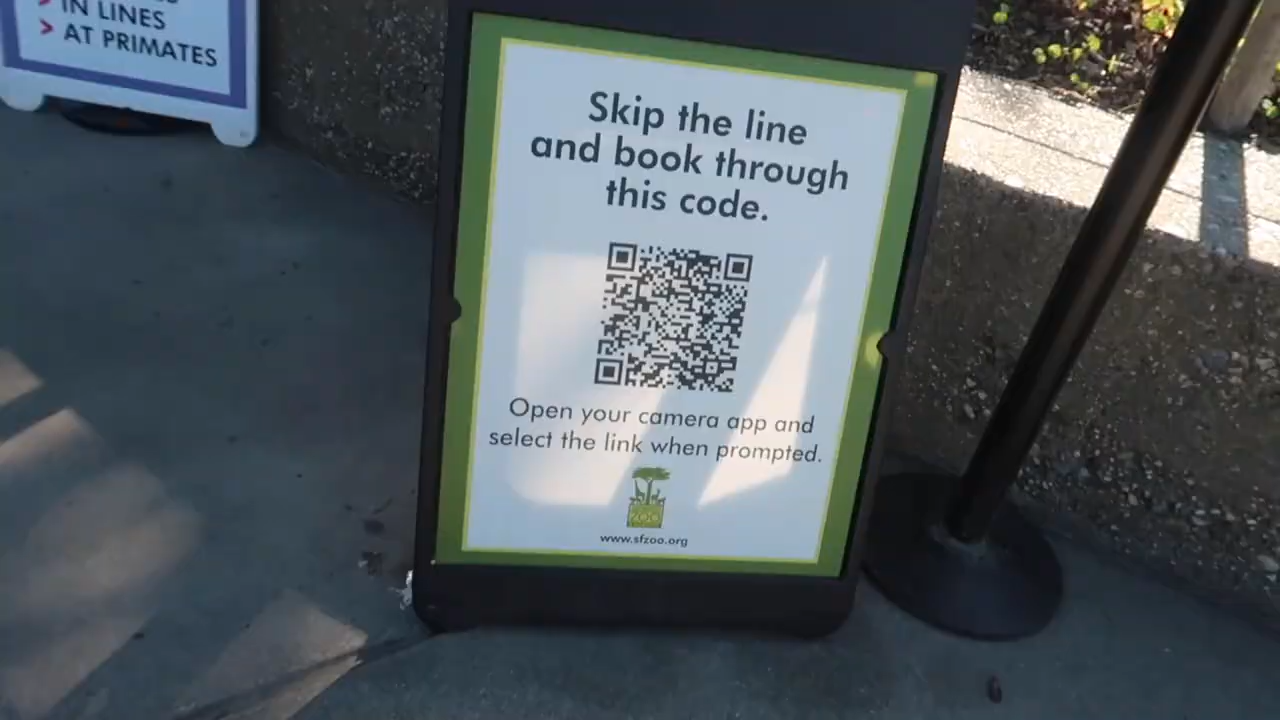 > IN LINES
> AT PRIMATES
Skip the line
and book through
this code.
Open your camera app and
select the link when prompted.
ZOO
www.sfzoo.org